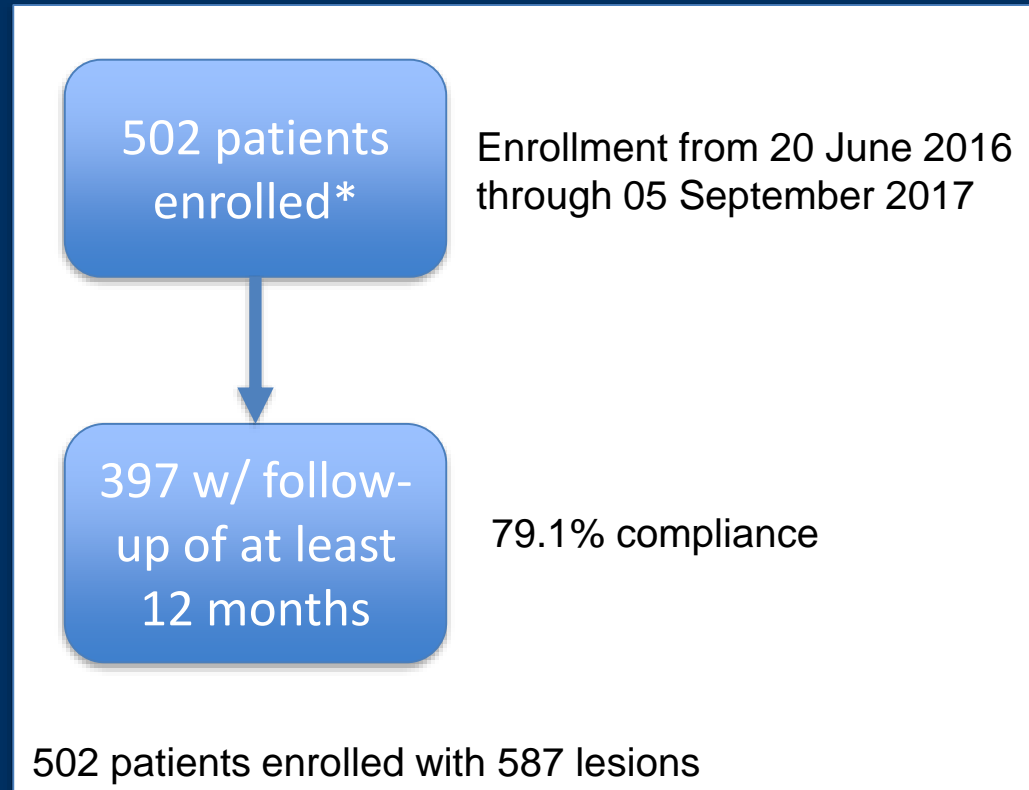 502 patients
enrolled*
Enrollment from 20 June 2016
through 05 September 2017
397 w/ follow-
up of at least
12 months
79.1% compliance
502 patients enrolled with 587 lesions